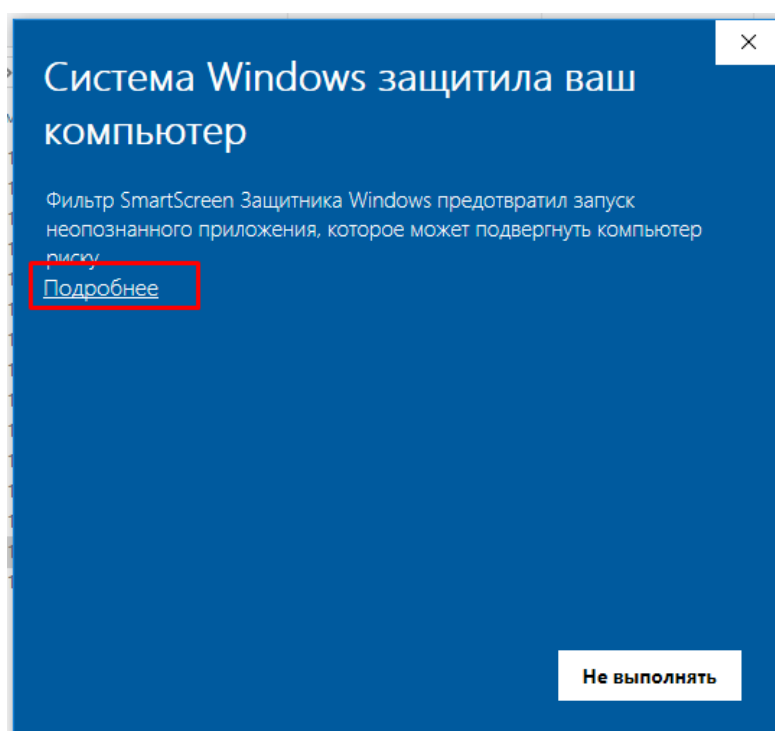 Система Windows защитила ваш
компьютер
Фильтр SmartScreen Защитника Windows предотвратил запуск
неопознанного приложения, которое может подвергнуть компьютер
риску.
Подробнее
Не выполнять